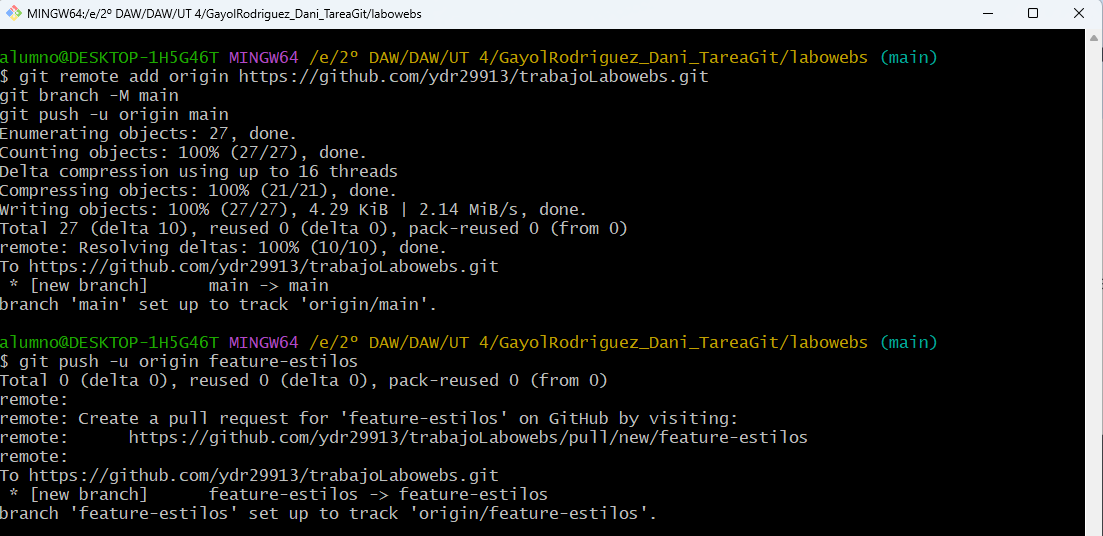 MINGW64:/e/2º DAW/DAW/UT 4/GayolRodriguez_Dani_TareaGit/labowebs
alumno@DESKTOP-1H5G46T MINGW64 /e/2º DAW/DAW/UT 4/GayolRodriguez_Dani_TareaGit/labowebs (main)
$ git remote add origin https://github.com/ydr29913/trabajoLabowebs.git
git branch -M main
git push -u origin main
Enumerating objects: 27, done.
Counting objects: 100% (27/27), done.
Delta compression using up to 16 threads
Compressing objects: 100% (21/21), done.
Writing objects: 100% (27/27), 4.29 KiB | 2.14 MiB/s, done.
Total 27 (delta 10), reused 0 (delta 0), pack-reused 0 (from 0)
remote: Resolving deltas: 100% (10/10), done.
To https://github.com/ydr29913/trabajoLabowebs.git
 * [new branch]      main -> main
branch 'main' set up to track 'origin/main'.
alumno@DESKTOP-1H5G46T MINGW64 /e/2º DAW/DAW/UT 4/GayolRodriguez_Dani_TareaGit/labowebs (main)
$ git push -u origin feature-estilos
Total 0 (delta 0), reused 0 (delta 0), pack-reused 0 (from 0)
remote:
remote: Create a pull request for 'feature-estilos' on GitHub by visiting:
remote:      https://github.com/ydr29913/trabajoLabowebs/pull/new/feature-estilos
remote:
To https://github.com/ydr29913/trabajoLabowebs.git
 * [new branch]      feature-estilos -> feature-estilos
branch 'feature-estilos' set up to track 'origin/feature-estilos'.